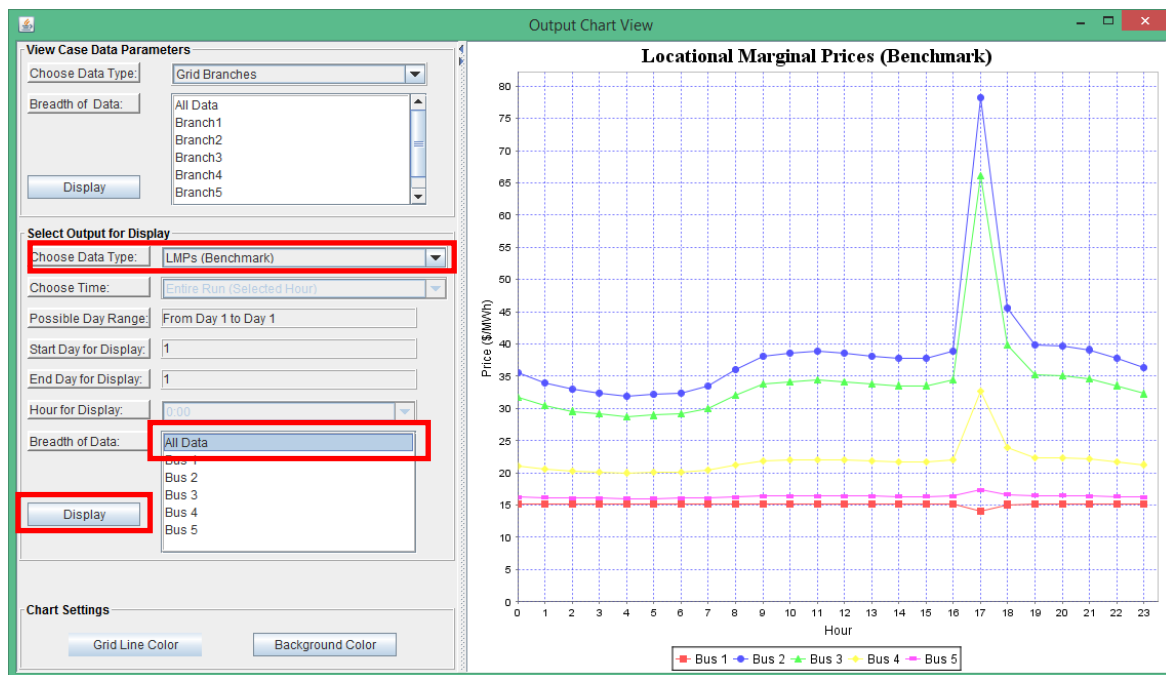 Output Chart View
View Case Data Parameters
Choose Data Type:
Grid Branches
Breadth of Data:
All Data
Branch1
Branch2
Branch3
Branch4
Branch5
Display
Select Output for Display
Choose Data Type:
LMPs (Benchmark)
Choose Time:
Entire Run (Selected Hour)
Possible Day Range:
From Day 1 to Day 1
Start Day for Display:
1
End Day for Display:
1
Hour for Display:
0:00
Breadth of Data:
All Data
Bus 1
Bus 2
Bus 3
Bus 4
Bus 5
Display
Chart Settings
Grid Line Color
Background Color
Locational Marginal Prices (Benchmark)
Price ($/MWh)
80
75
70
65
60
55
50
45
40
35
30
25
20
15
10
5
0
0 1 2 3 4 5 6 7 8 9 10 11 12 13 14 15 16 17 18 19 20 21 22 23
Hour
Bus 1 Bus 2 Bus 3 Bus 4 Bus 5